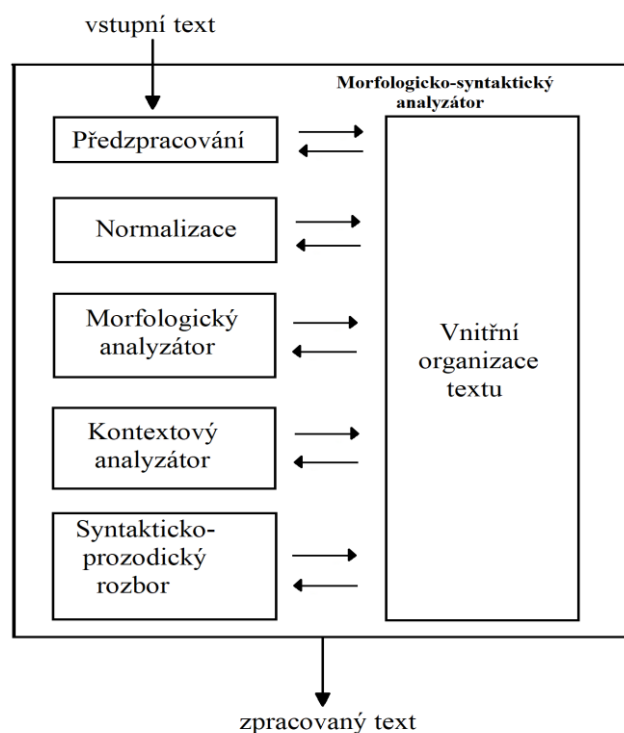 vstupní text
Morfologicko-syntaktický
analyzátor
Předzpracování
Normalizace
Morfologický
analyzátor
Kontextový
analyzátor
Syntakticko-
prozodický
rozbor
Vnitřní
organizace
textu
zpracovaný text